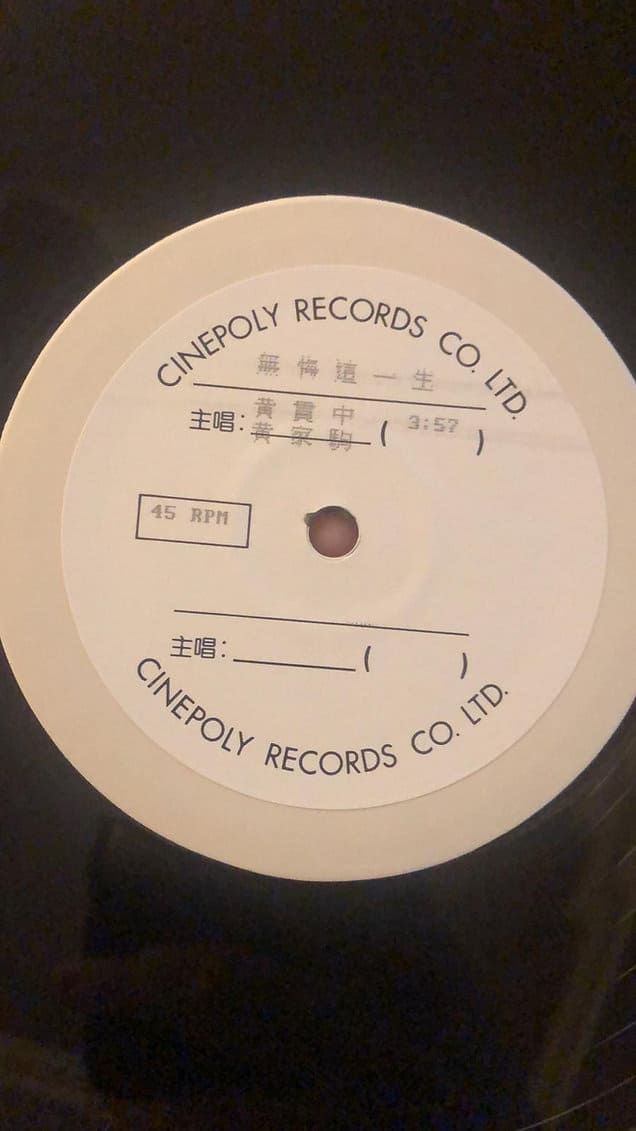 CINEPOLY RECORDS CO. LTD.
無悔這一生
黃貫中
主唱: 黃家駒 ( 3:57 )
45 RPM
主唱: ( )
CINEPOLY RECORDS CO. LTD.